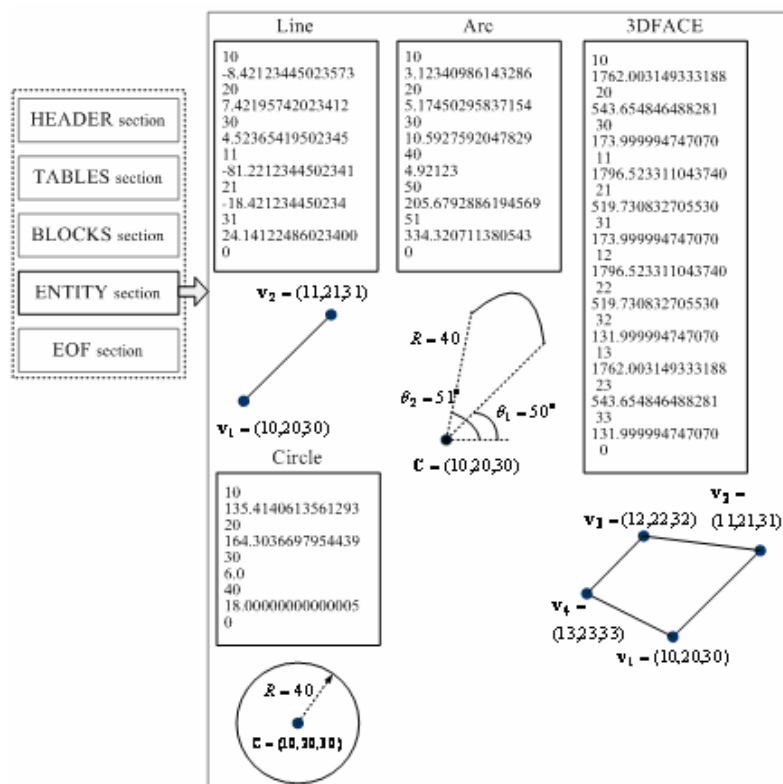 HEADER section
TABLES section
BLOCKS section
ENTITY section
EOF section
Line
10
-8.42123445023573
20
7.42195742023412
30
4.52365419502345
11
-81.2212344502341
21
-18.421234450234
31
24.14122486023400
0
v₂ = (11,21,31)
v₁ = (10,20,30)
Arc
10
3.12340986143286
20
5.17450295837154
30
10.5927592047829
40
4.92123
50
205.6792886194569
51
334.320711380543
0
R = 40
θ₂ = 51°
θ₁ = 50°
C = (10,20,30)
3DFACE
10
1762.003149333188
20
543.654846488281
30
173.999994747070
11
1796.523311043740
21
519.730832705530
31
173.999994747070
12
1796.523311043740
22
519.730832705530
32
131.999994747070
13
1762.003149333188
23
543.654846488281
33
131.999994747070
0
v₂ =
(11,21,31)
v₃ = (12,22,32)
v₄ =
(13,23,33)
v₁ = (10,20,30)
Circle
10
135.4140613561293
20
164.3036697954439
30
6.0
40
18.00000000000005
0
R = 40
C = (10,20,30)